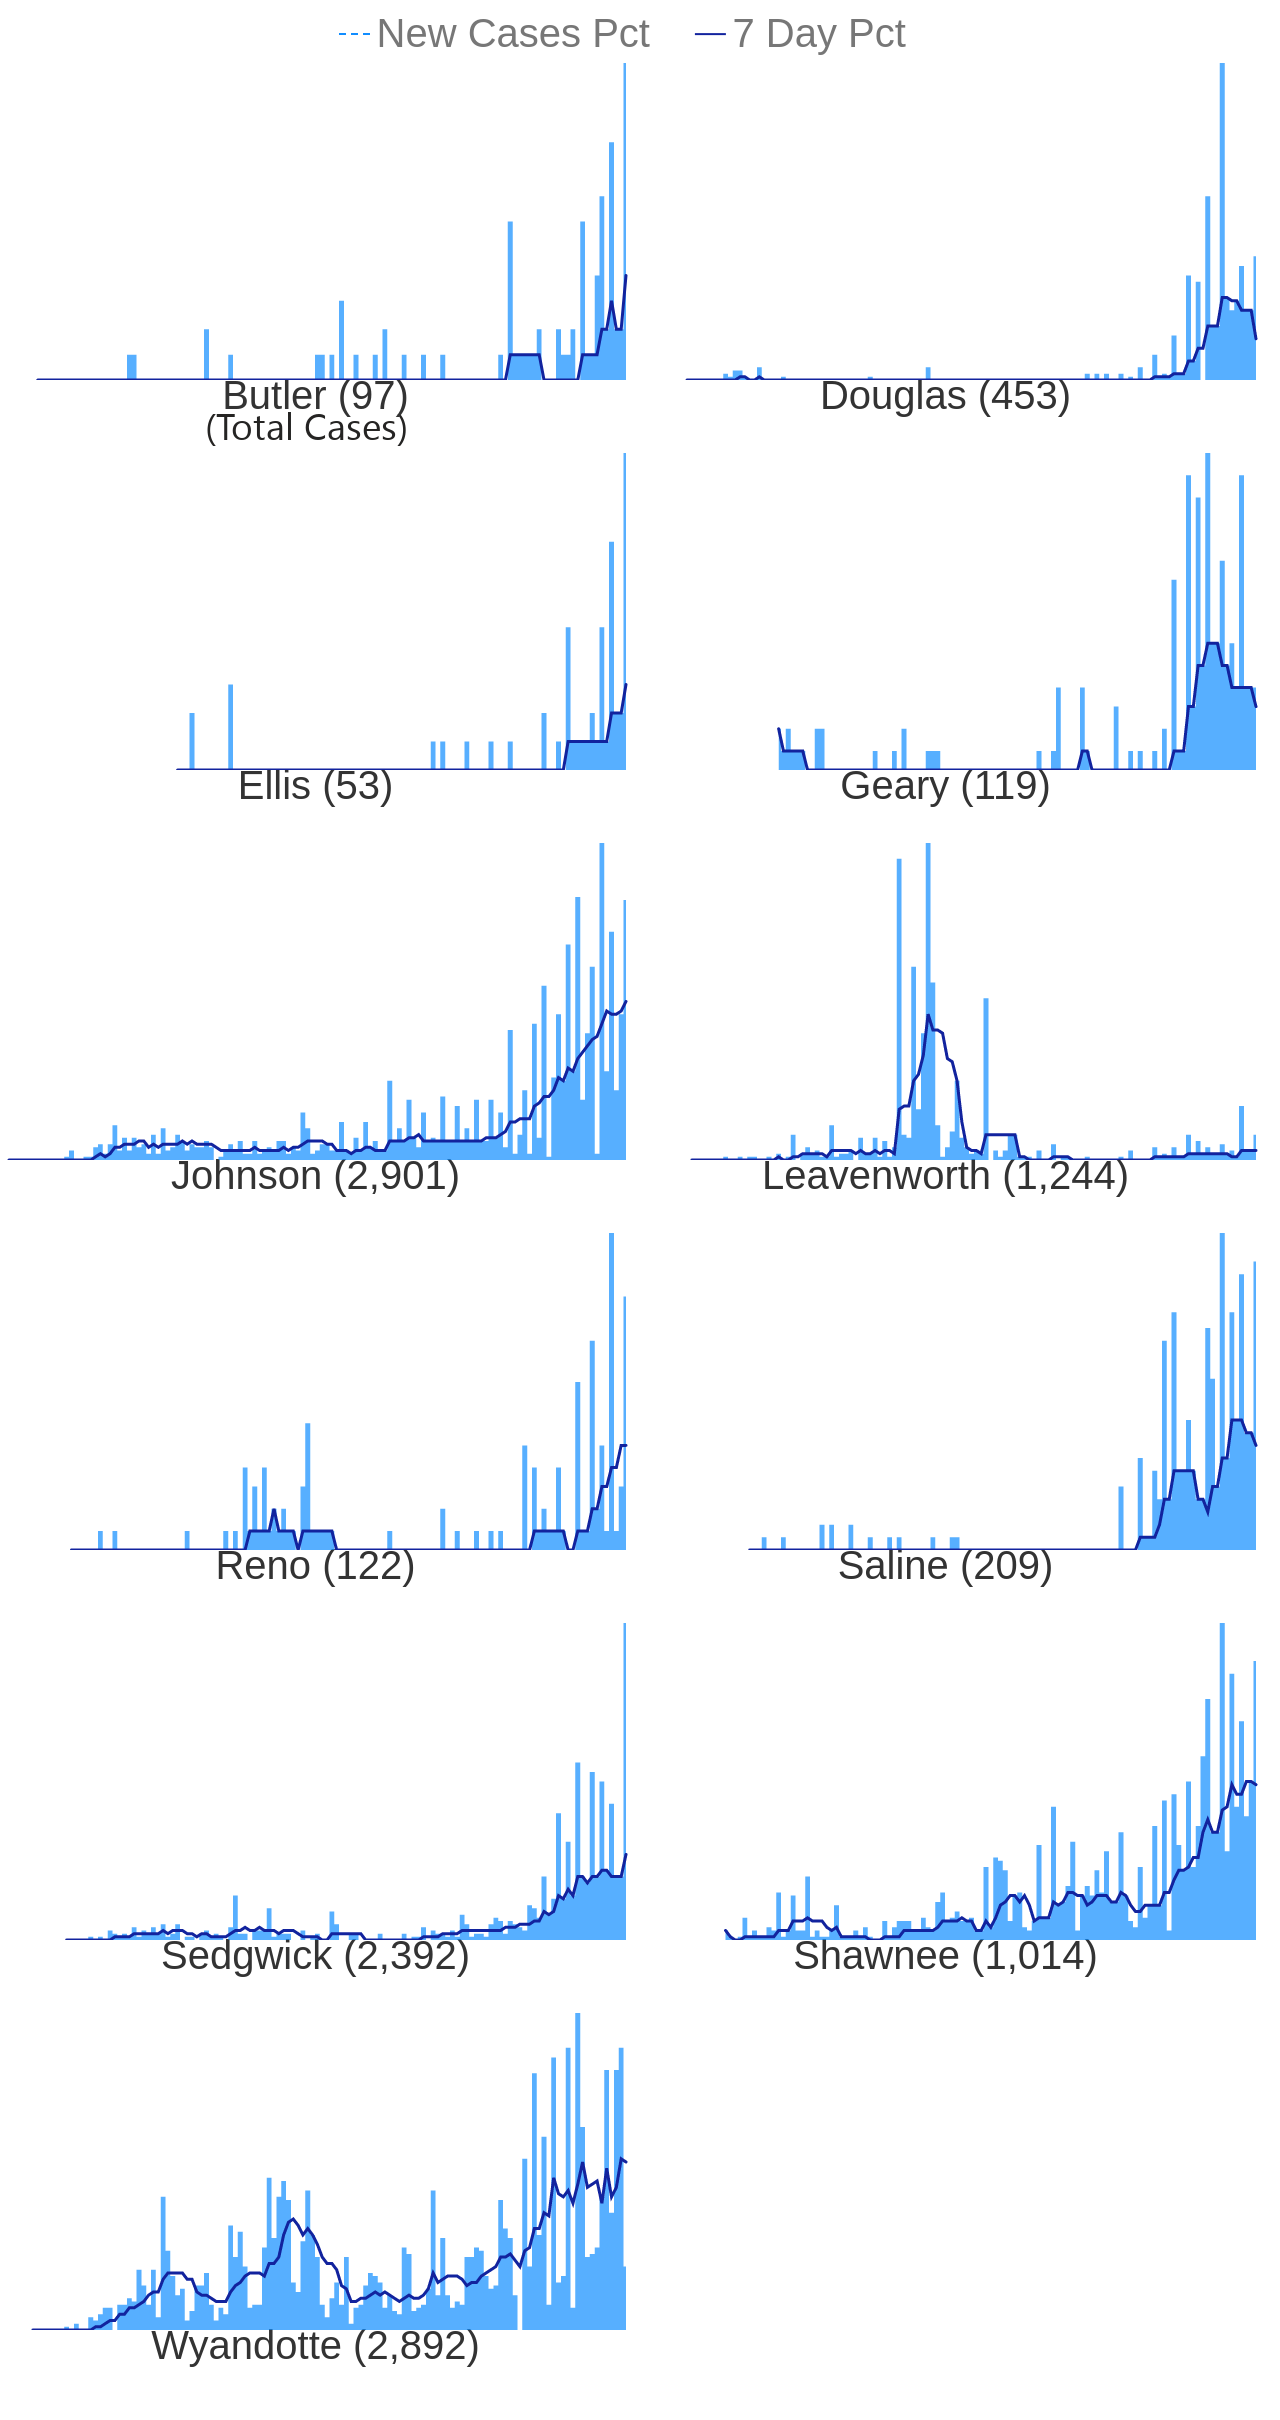 New Cases Pct 7 Day Pct
Butler (97) Douglas (453)
(Total Cases)
Ellis (53) Geary (119)
Johnson (2,901) Leavenworth (1,244)
Reno (122) Saline (209)
Sedgwick (2,392) Shawnee (1,014)
Wyandotte (2,892)